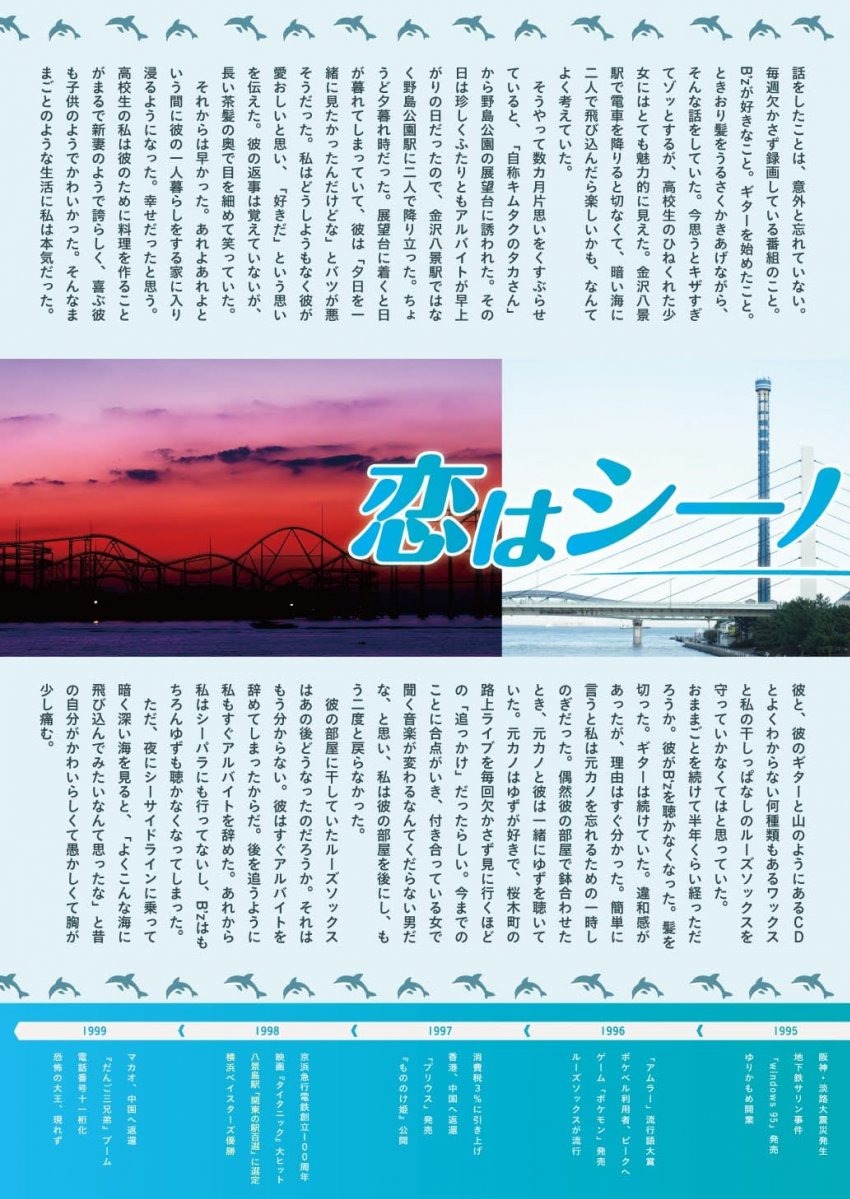 話をしたことは、意外と忘れていない。
毎週欠かさず録画している番組のこと。
B'zが好きなこと。ギターを始めたこと。
ときおり髪をうるさくかきあげながら、
そんな話をしていた。今思うとキザすぎ
てゾッとするが、高校生のひねくれた少
女にはとても魅力的に見えた。金沢八景
駅で電車を降りると切なくて、暗い海に
二人で飛び込んだら楽しいかも、なんて
よく考えていた。
そうやって数カ月片思いをくすぶらせ
ていると、「自称キムタクのタカさん」
から野島公園の展望台に誘われた。その
日は珍しくふたりともアルバイトが早上
がりの日だったので、金沢八景駅ではな
く野島公園駅に二人で降り立った。ちょ
うど夕暮れ時だった。展望台に着くと日
が暮れてしまっていて、彼は「夕日を一
緒に見たかったんだけどな」とバツが悪
そうだった。私はどうしようもなく彼が
愛おしいと思い、「好きだ」という思い
を伝えた。彼の返事は覚えていないが、
長い茶髪の奥で目を細めて笑っていた。
それからは早かった。あれよあれよと
いう間に彼の一人暮らしをする家に入り
浸るようになった。幸せだったと思う。
高校生の私は彼のために料理を作ること
がまるで新妻のようで誇らしく、喜ぶ彼
も子供のようでかわいかった。そんなま
まごとのような生活に私は本気だった。
恋はシーノ
彼と、彼のギターと山のようにあるCD
とよくわからない何種類もあるワックス
と私の干しっぱなしのルーズソックスを
守っていかなくてはと思っていた。
おままごとを続けて半年くらい経っただ
ろうか。彼がB'zを聴かなくなった。髪を
切った。ギターは続けていた。違和感が
あったが、理由はすぐ分かった。簡単に
言うと私は元カノを忘れるための一時し
のぎだった。偶然彼の部屋で鉢合わせた
とき、元カノと彼は一緒にゆずを聴いて
いた。元カノはゆずが好きで、桜木町の
路上ライブを毎回欠かさず見に行くほど
の「追っかけ」だったらしい。今までの
ことに合点がいき、付き合っている女で
聞く音楽が変わるなんてくだらない男だ
な、と思い、私は彼の部屋を後にし、も
う二度と戻らなかった。
彼の部屋に干していたルーズソックス
はあの後どうなったのだろうか。それは
もう分からない。彼はすぐアルバイトを
辞めてしまったからだ。後を追うように
私もすぐアルバイトを辞めた。あれから
私はシーパラにも行ってないし、B'zはも
ちろんゆずも聴かなくなってしまった。
ただ、夜にシーサイドラインに乗って
暗く深い海を見ると、「よくこんな海に
飛び込んでみたいなんて思ったな」と昔
の自分がかわいらしくて愚かしくて胸が
少し痛む。
1995
阪神・淡路大震災発生
地下鉄サリン事件
「windows 95」発売
ゆりかもめ開業
1996
「アムラー」流行語大賞
ポケベル利用者、ピークへ
ゲーム『ポケモン』発売
ルーズソックスが流行
1997
消費税3%に引き上げ
香港、中国へ返還
「プリウス」発売
『もののけ姫』公開
1998
京浜急行電鉄創立100周年
映画『タイタニック』大ヒット
八景島駅「関東の駅百選」に選定
横浜ベイスターズ優勝
1999
マカオ、中国へ返還
『だんご三兄弟』ブーム
電話番号十一桁化
恐怖の大王、現れず